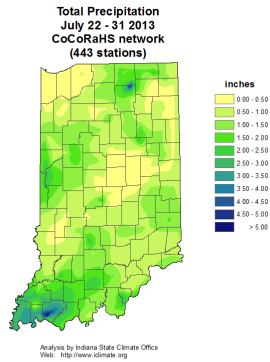 Total Precipitation
July 22 - 31 2013
CoCoRaHS network
(443 stations)
inches
0.00 - 0.50
0.50 - 1.00
1.00 - 1.50
1.50 - 2.00
2.00 - 2.50
2.50 - 3.00
3.00 - 3.50
3.50 - 4.00
4.00 - 4.50
4.50 - 5.00
> 5.00
Analysis by Indiana State Climate Office
Web: http://www.iclimate.org